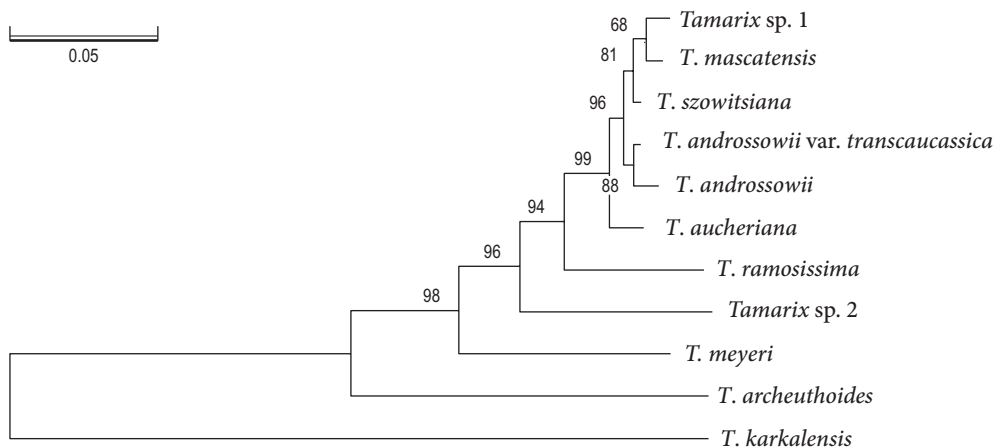 68
Tamarix sp. 1
0.05
81
T. mascatensis
96
T. szowitsiana
T. androssowii var. transcaucassica
99
88
T. androssowii
94
T. aucheriana
96
T. ramosissima
98
Tamarix sp. 2
T. meyeri
T. archeuthoides
T. karkalensis